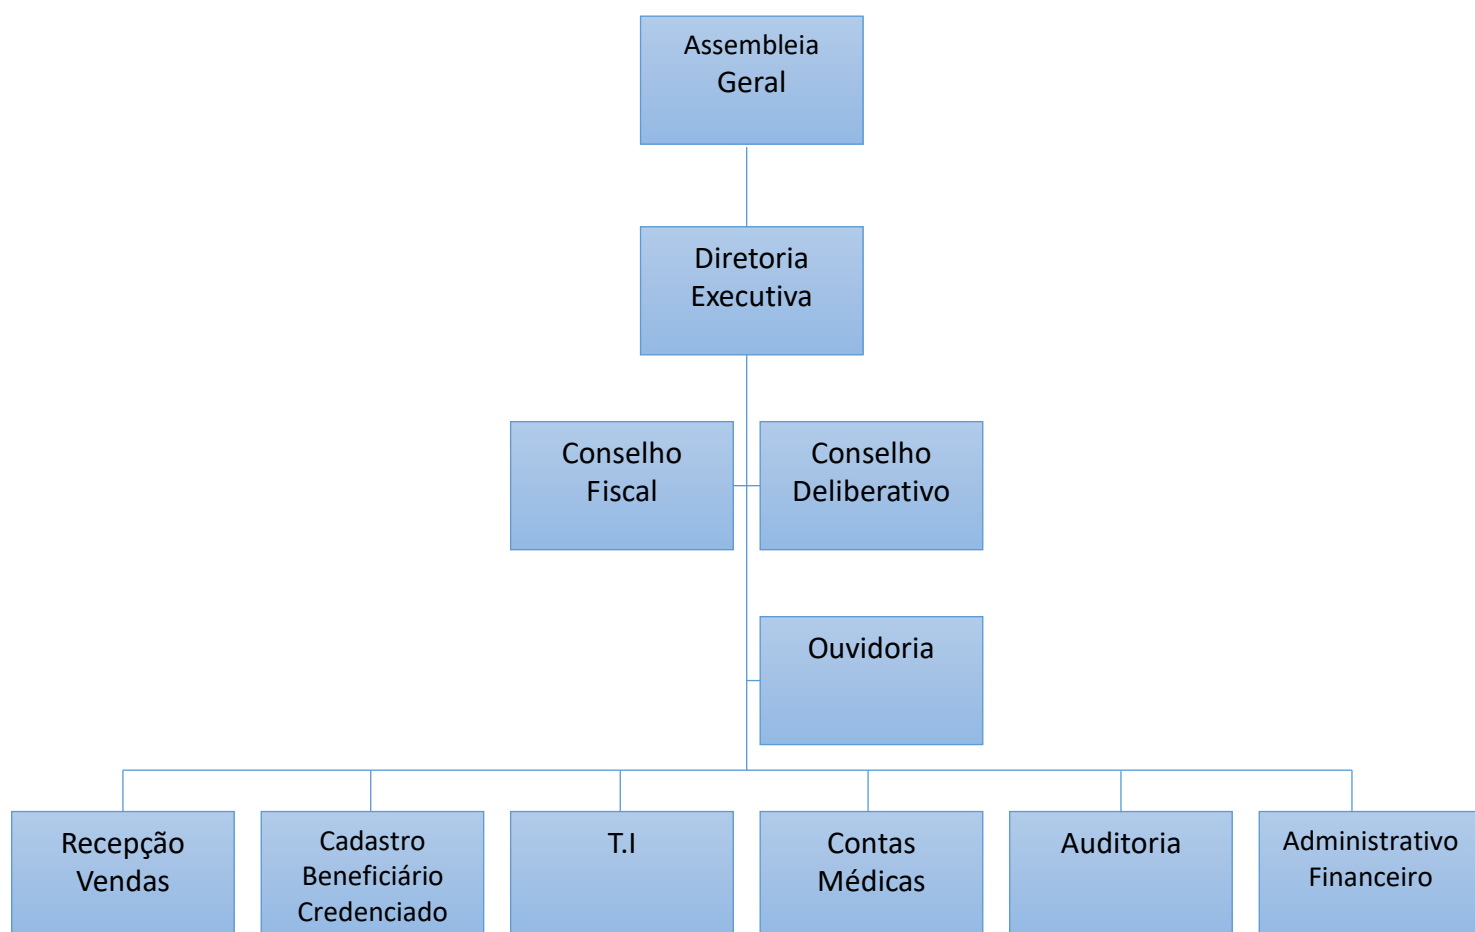 Assembleia
Geral
Diretoria
Executiva
Conselho
Fiscal
Conselho
Deliberativo
Ouvidoria
Recepção
Vendas
Cadastro
Beneficiário
Credenciado
T.I
Contas
Médicas
Auditoria
Administrativo
Financeiro